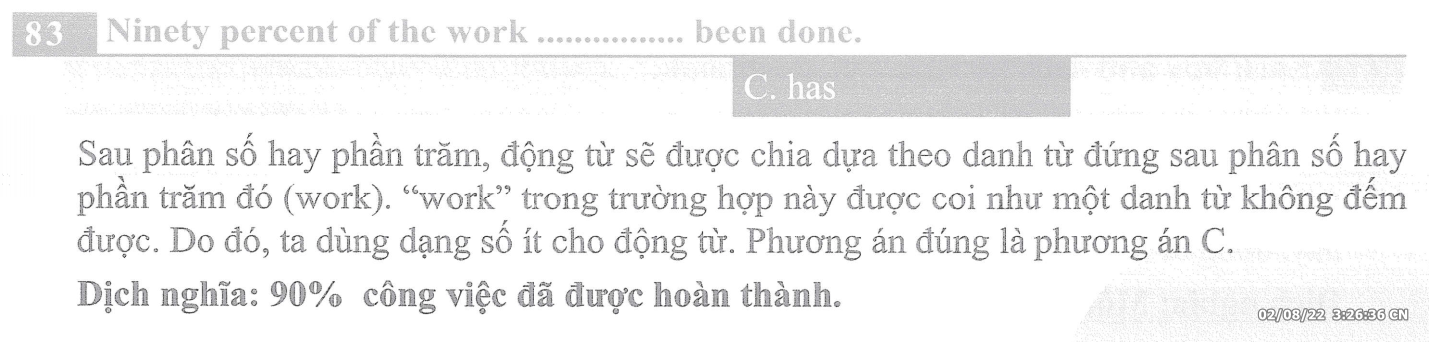 83 Ninety percent of the work ................ been done.
C. has
Sau phân số hay phần trăm, động từ sẽ được chia dựa theo danh từ đứng sau phân số hay
phần trăm đó (work). “work” trong trường hợp này được coi như một danh từ không đếm
được. Do đó, ta dùng dạng số ít cho động từ. Phương án đúng là phương án C.
Dịch nghĩa: 90% công việc đã được hoàn thành.
02/08/22 3:26:36 CN